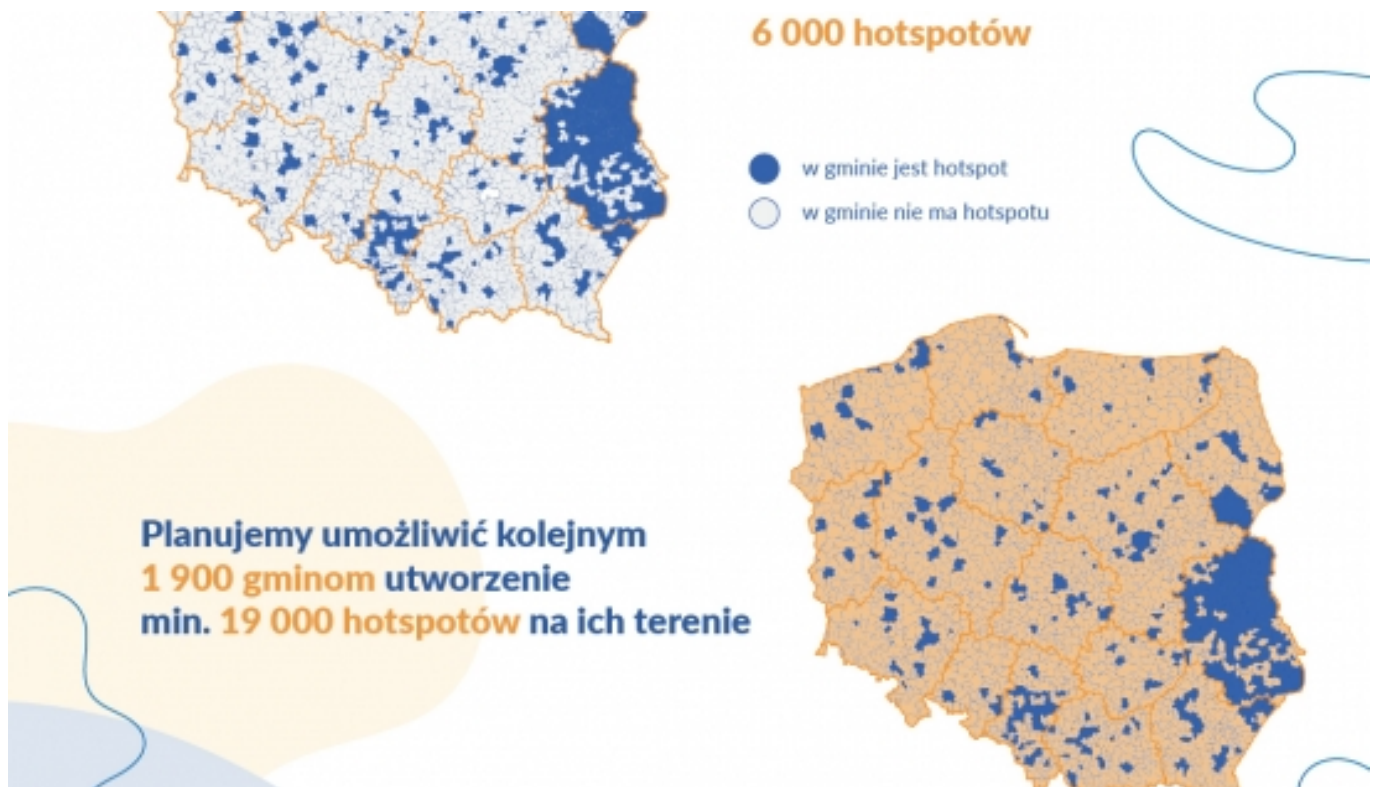 6 000 hotspotów
w gminie jest hotspot
w gminie nie ma hotspotu
Planujemy umożliwić kolejnym
1 900 gminom utworzenie
min. 19 000 hotspotów na ich terenie